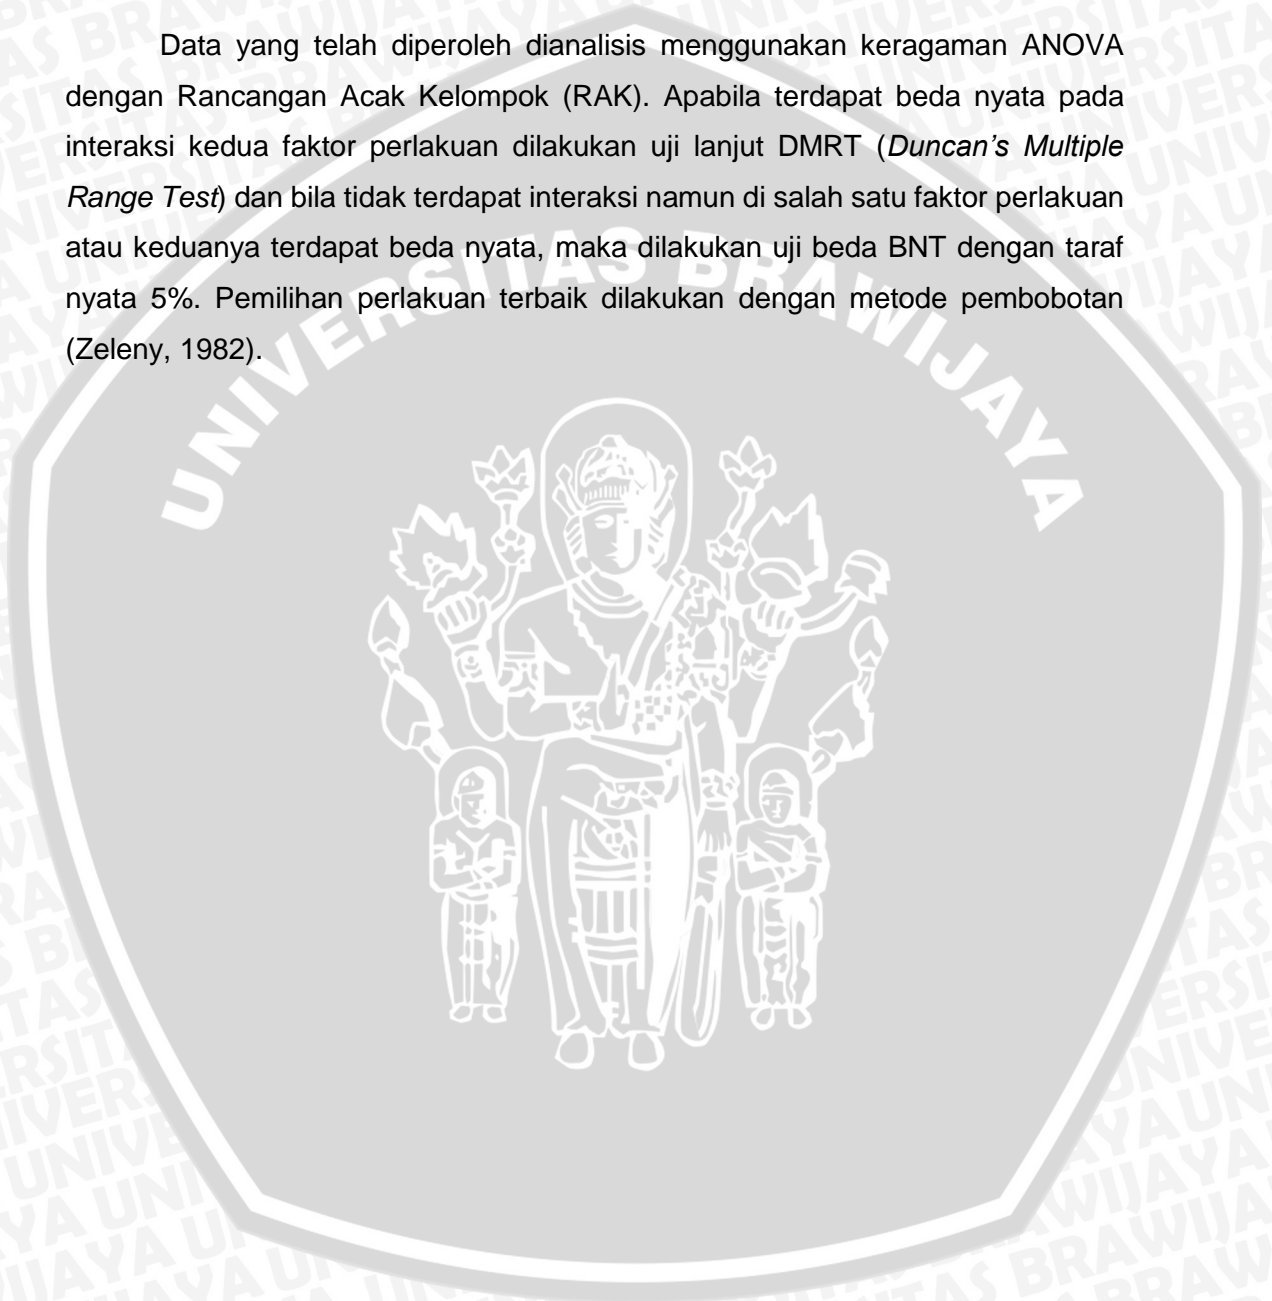 Data yang telah diperoleh dianalisis menggunakan keragaman ANOVA
dengan Rancangan Acak Kelompok (RAK). Apabila terdapat beda nyata pada
interaksi kedua faktor perlakuan dilakukan uji lanjut DMRT (Duncan's Multiple
Range Test) dan bila tidak terdapat interaksi namun di salah satu faktor perlakuan
atau keduanya terdapat beda nyata, maka dilakukan uji beda BNT dengan taraf
nyata 5%. Pemilihan perlakuan terbaik dilakukan dengan metode pembobotan
(Zeleny, 1982).
UNIVERSITAS BRAWIJAYA